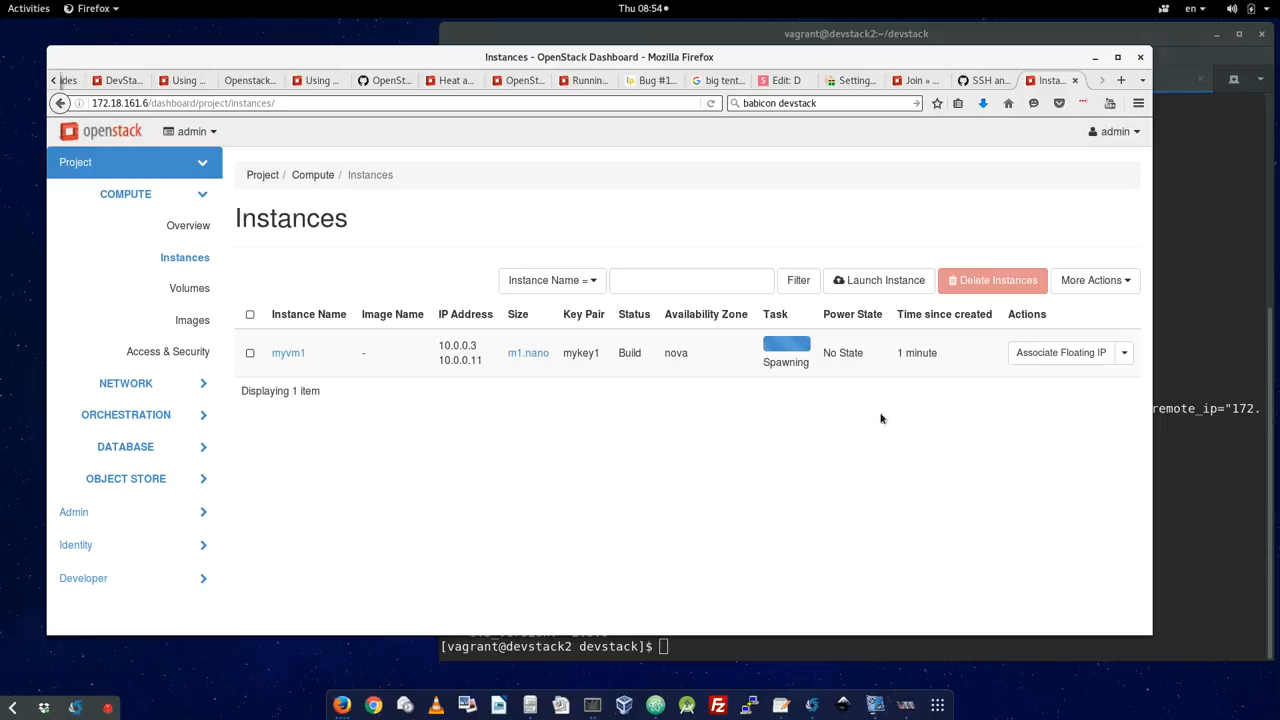 Activities
Firefox
Thu 08:54
en
vagrant@devstack2:~/devstack
Instances - OpenStack Dashboard - Mozilla Firefox
ides
DevSta...
Using ...
Openstack...
Using ...
OpenSt...
Heat a...
OpenSt...
Runnin...
Bug #1...
big tent...
Edit: D
Setting...
Join » ...
SSH an...
Insta...
172.18.161.6/dashboard/project/instances/
babicon devstack
openstack
admin
admin
Project
COMPUTE
Overview
Instances
Volumes
Images
Access & Security
NETWORK
ORCHESTRATION
DATABASE
OBJECT STORE
Admin
Identity
Developer
Project / Compute / Instances
Instances
Instance Name =
Filter
Launch Instance
Delete Instances
More Actions
Instance Name Image Name IP Address Size Key Pair Status Availability Zone Task Power State Time since created Actions
myvm1 - 10.0.0.3 m1.nano mykey1 Build nova No State 1 minute Associate Floating IP
10.0.0.11 Spawning
Displaying 1 item
remote_ip="172.
[vagrant@devstack2 devstack]$